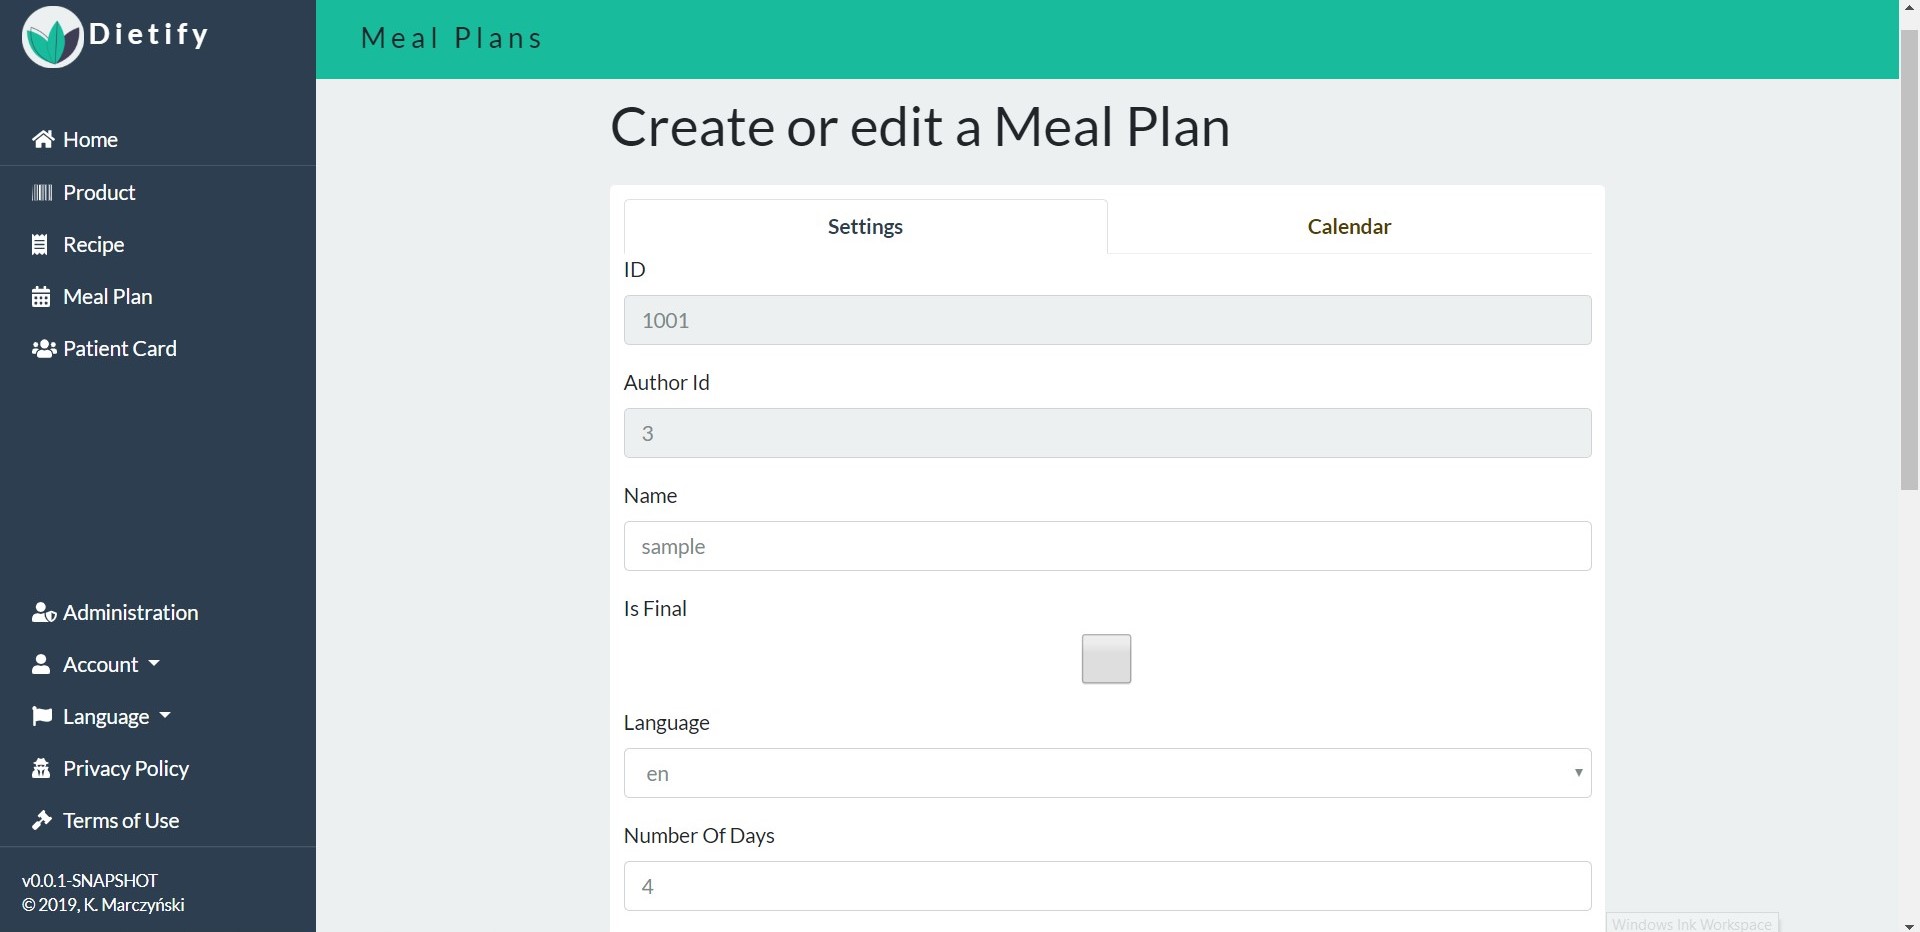 Dietify
Meal Plans
Home
Product
Recipe
Meal Plan
Patient Card
Administration
Account
Language
Privacy Policy
Terms of Use
v0.0.1-SNAPSHOT
© 2019, K. Marczyński
Create or edit a Meal Plan
Settings
Calendar
ID
1001
Author Id
3
Name
sample
Is Final
Language
en
Number Of Days
4
Windows Ink Workspace